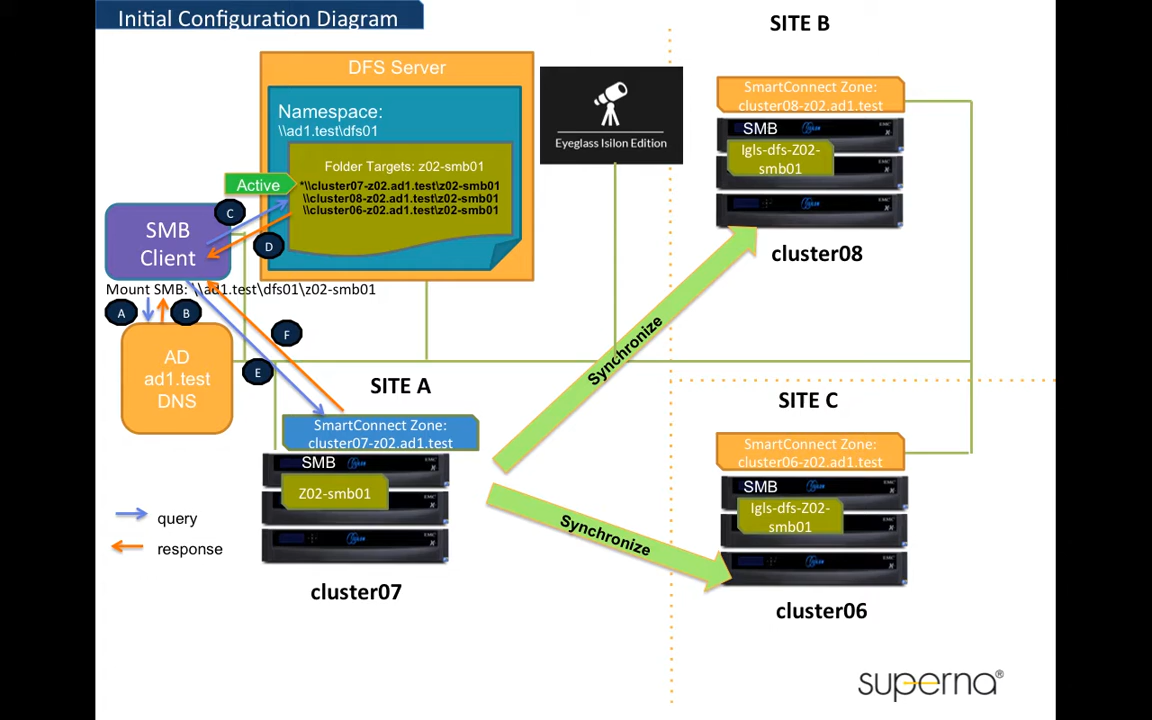 Initial Configuration Diagram
SITE B
DFS Server
Namespace:
\\ad1.test\dfs01
Folder Targets: z02-smb01
Active
*\\cluster07-z02.ad1.test\z02-smb01
\\cluster08-z02.ad1.test\z02-smb01
\\cluster06-z02.ad1.test\z02-smb01
Eyeglass Isilon Edition
SmartConnect Zone:
cluster08-z02.ad1.test
SMB
Igls-dfs-Z02-
smb01
cluster08
C
D
SMB
Client
Mount SMB: \\ad1.test\dfs01\z02-smb01
A
B
F
E
AD
ad1.test
DNS
Synchronize
SITE A
SmartConnect Zone:
cluster07-z02.ad1.test
SMB
Z02-smb01
cluster07
query
response
Synchronize
SITE C
SmartConnect Zone:
cluster06-z02.ad1.test
SMB
Igls-dfs-Z02-
smb01
cluster06
superna®